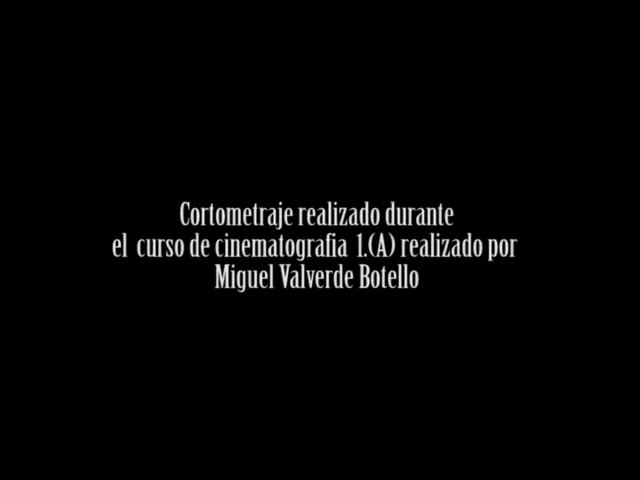 Cortometraje realizado durante
el curso de cinematografia 1.(A) realizado por
Miguel Valverde Botello